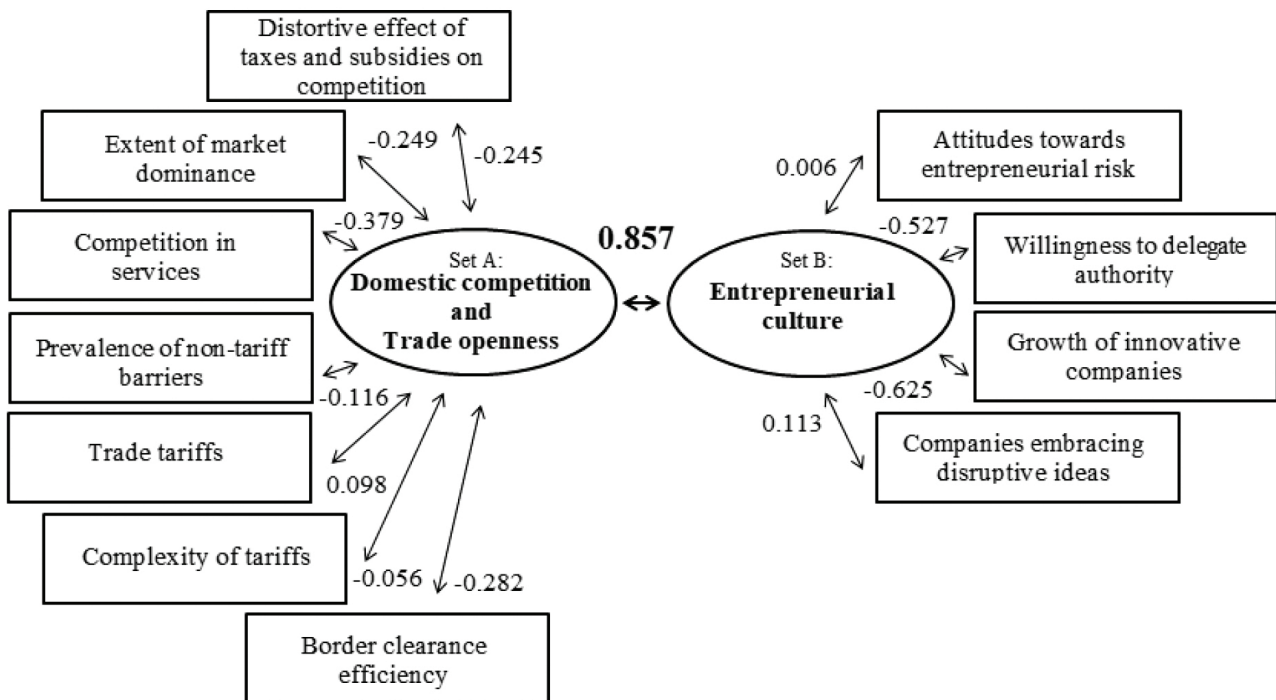 Distortive effect of
taxes and subsidies on
competition
-0.245
Extent of market
dominance
-0.249
Competition in
services
-0.379
Prevalence of non-tariff
barriers
-0.116
Trade tariffs
0.098
Complexity of tariffs
-0.056
Border clearance
efficiency
-0.282
Set A:
Domestic competition
and
Trade openness
0.857
Set B:
Entrepreneurial
culture
0.006
Attitudes towards
entrepreneurial risk
-0.527
Willingness to delegate
authority
Growth of innovative
companies
-0.625
0.113
Companies embracing
disruptive ideas